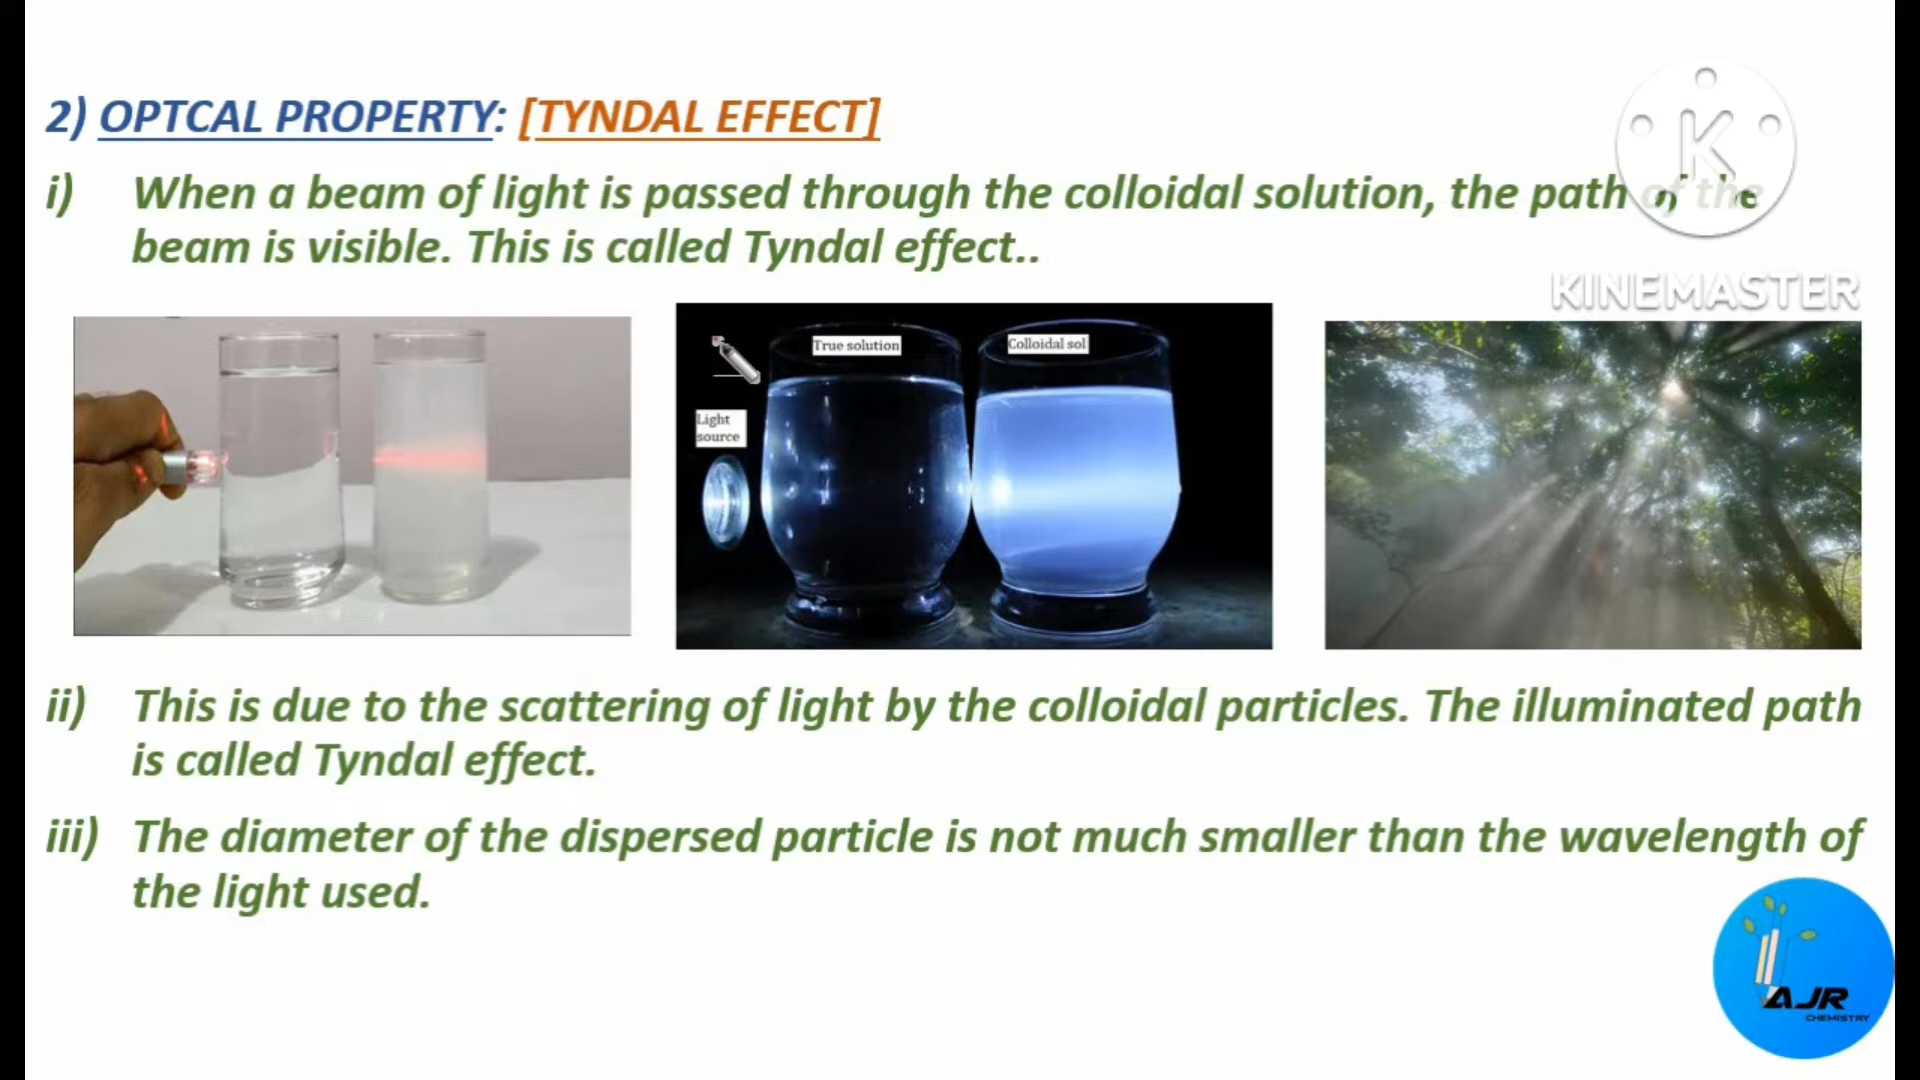 2) OPTCAL PROPERTY: [TYNDAL EFFECT]
i) When a beam of light is passed through the colloidal solution, the path of the
beam is visible. This is called Tyndal effect..
K
KINEMASTER
True solution
Colloidal sol
Light
source
ii) This is due to the scattering of light by the colloidal particles. The illuminated path
is called Tyndal effect.
iii) The diameter of the dispersed particle is not much smaller than the wavelength of
the light used.
AJR
CHEMISTRY